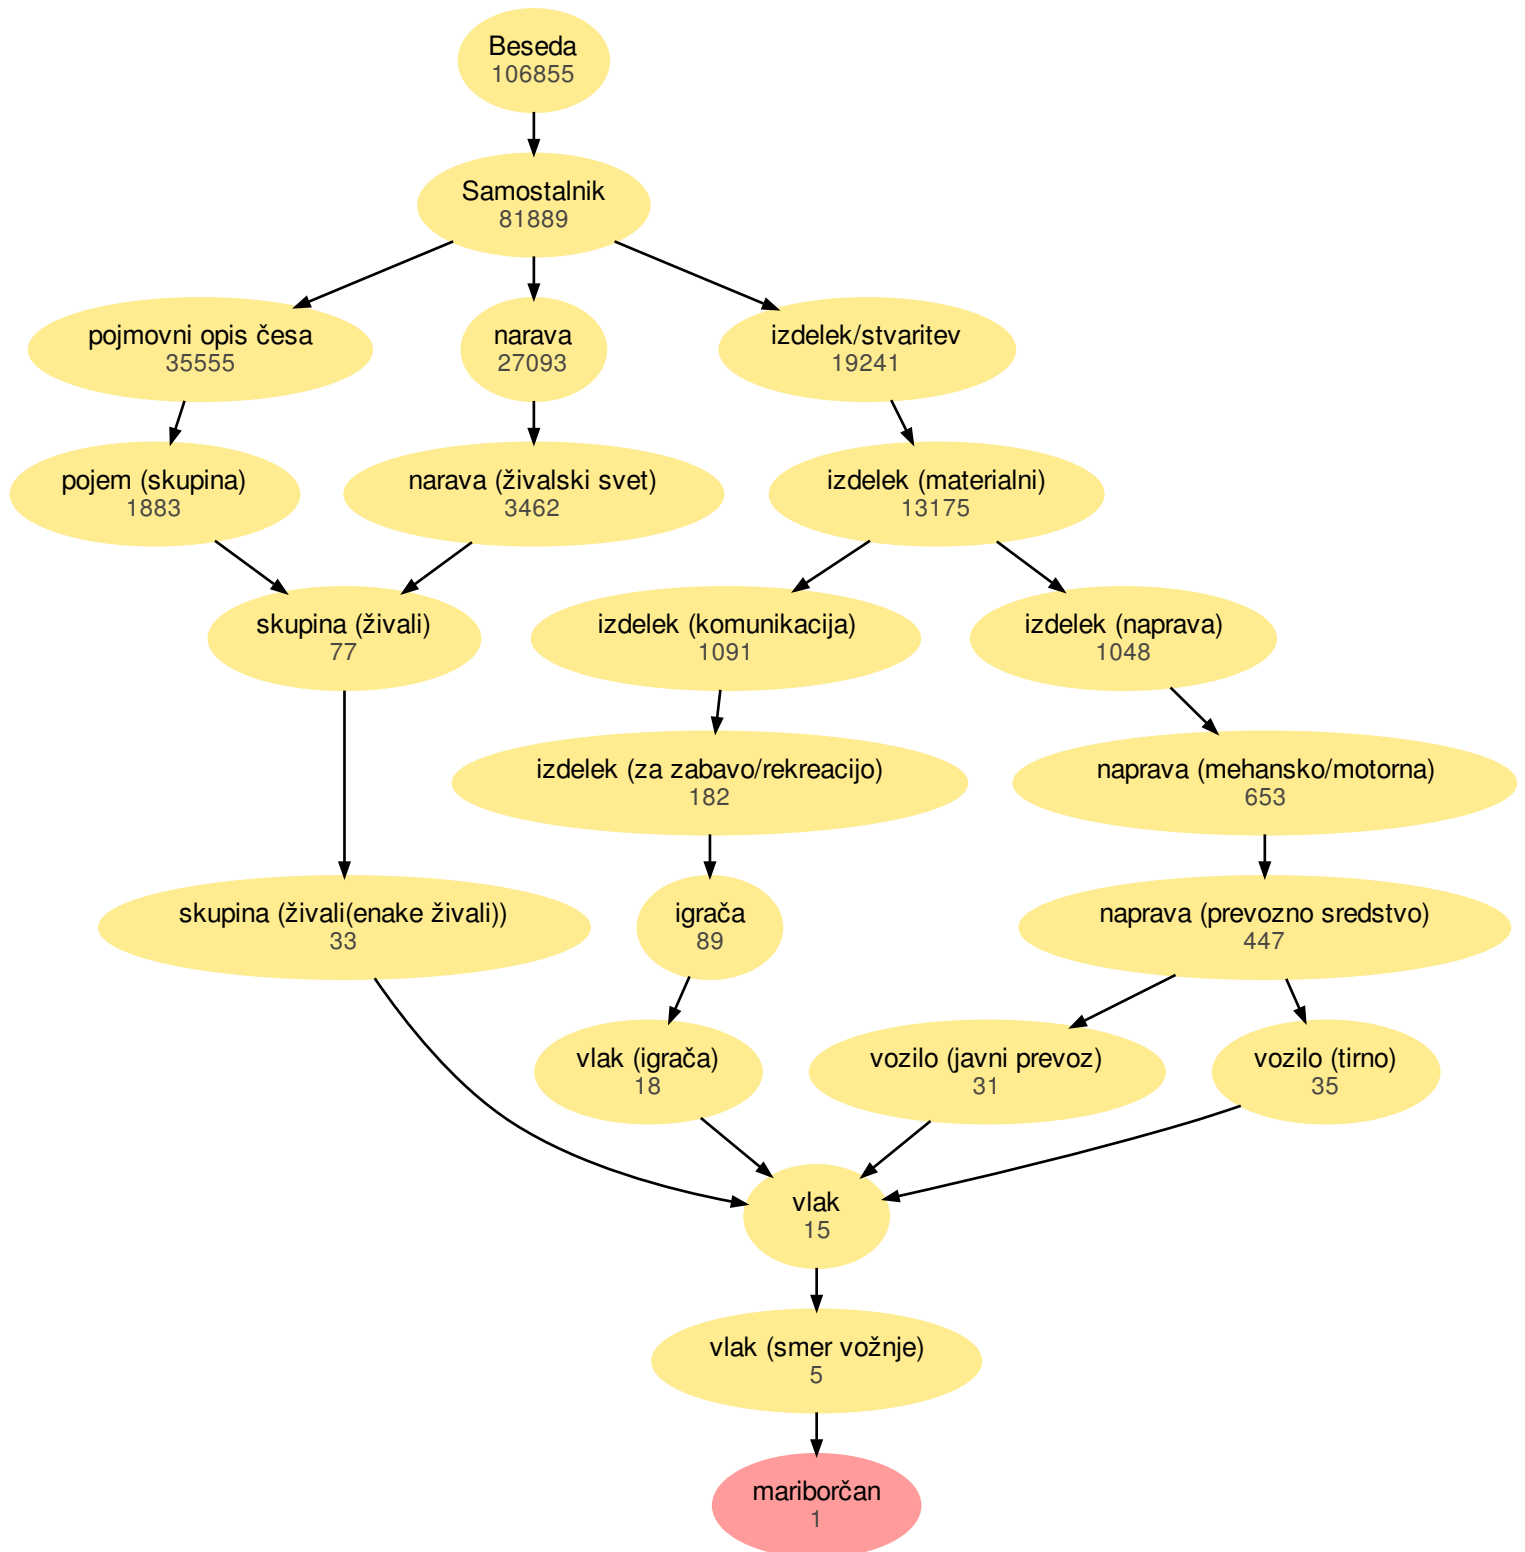 Beseda
106855
Samostalnik
81889
pojmovni opis česa
35555
narava
27093
izdelek/stvaritev
19241
pojem (skupina)
1883
narava (živalski svet)
3462
izdelek (materialni)
13175
skupina (živali)
77
izdelek (komunikacija)
1091
izdelek (naprava)
1048
izdelek (za zabavo/rekreacijo)
182
naprava (mehansko/motorna)
653
skupina (živali(enake živali))
33
igrača
89
naprava (prevozno sredstvo)
447
vlak (igrača)
18
vozilo (javni prevoz)
31
vozilo (tirno)
35
vlak
15
vlak (smer vožnje)
5
mariborčan
1